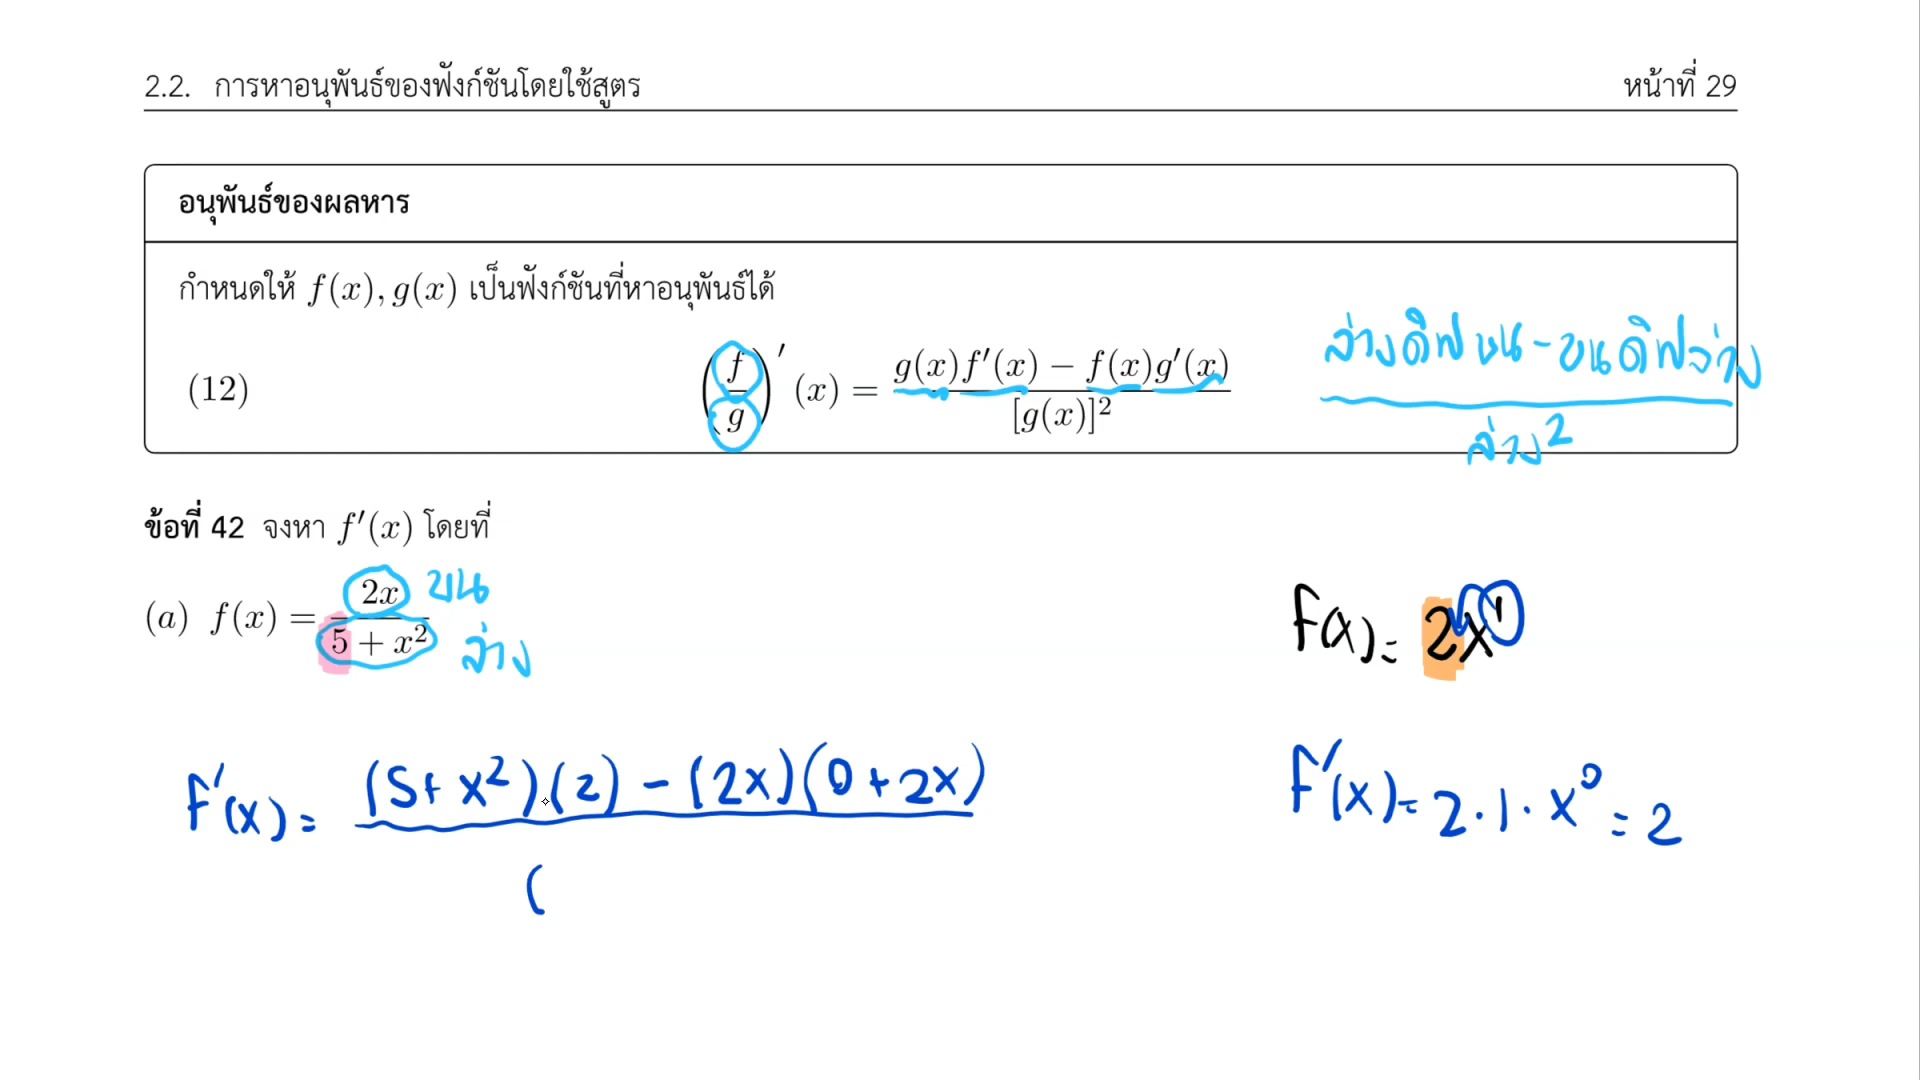 2.2. การหาอนุพันธ์ของฟังก์ชันโดยใช้สูตร หน้าที่ 29
อนุพันธ์ของผลหาร
กำหนดให้ f(x), g(x) เป็นฟังก์ชันที่หาอนุพันธ์ได้
(12) (f/g)′(x) = (g(x)f′(x) − f(x)g′(x))/[g(x)]²
ล่างดิฟบน - บนดิฟล่าง
ล่าง²
ข้อที่ 42 จงหา f′(x) โดยที่
(a) f(x) = 2x/(5 + x²)
บน
ล่าง
f(x) = 2x¹
f′(x) = (5 + x²)(2) - (2x)(0 + 2x)
(
f′(x) = 2 · 1 · x⁰ = 2